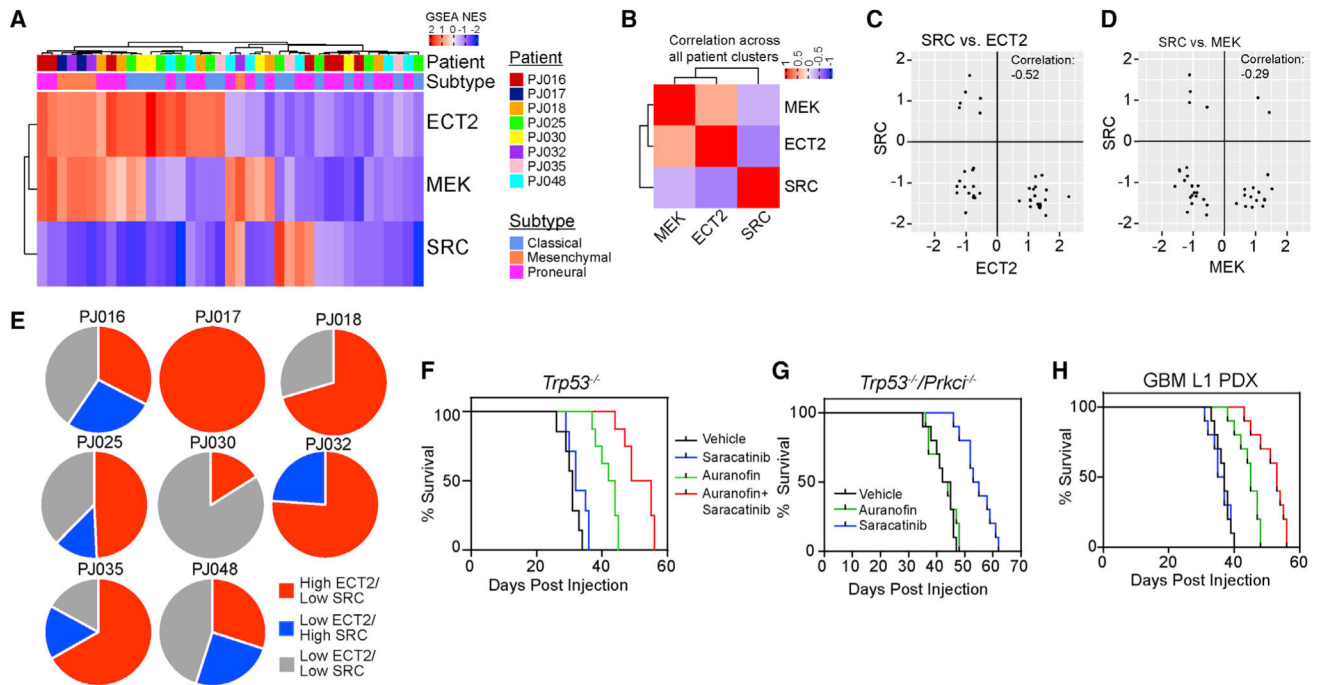 A
GSEA NES
2 1 0 -1 -2
Patient
Subtype
ECT2
MEK
SRC
Patient
PJ016
PJ017
PJ018
PJ025
PJ030
PJ032
PJ035
PJ048
Subtype
Classical
Mesenchymal
Proneural
B
Correlation across
all patient clusters
1 0.5 0 -0.5 -1
MEK
ECT2
SRC
MEK
ECT2
SRC
C
SRC vs. ECT2
Correlation:
-0.52
2
1
0
-1
-2
SRC
-2 -1 0 1 2
ECT2
D
SRC vs. MEK
Correlation:
-0.29
2
1
0
-1
-2
SRC
-2 -1 0 1 2
MEK
E
PJ016
PJ017
PJ018
PJ025
PJ030
PJ032
PJ035
PJ048
High ECT2/
Low SRC
Low ECT2/
High SRC
Low ECT2/
Low SRC
F
Trp53-/-
100
50
0
% Survival
0 20 40 60
Days Post Injection
Vehicle
Saracatinib
Auranofin
Auranofin+
Saracatinib
G
Trp53-/-/Prkci-/-
100
50
0
% Survival
Vehicle
Auranofin
Saracatinib
0 10 20 30 40 50 60 70
Days Post Injection
H
GBM L1 PDX
100
50
0
% Survival
0 20 40 60
Days Post Injection